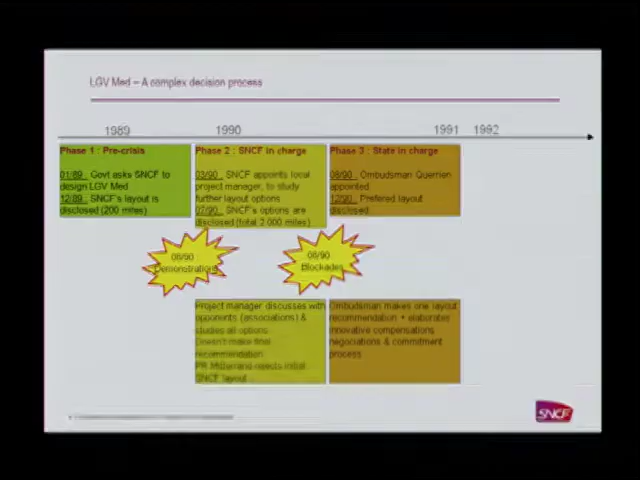 LGV Med – A complex decision process
1989 1990 1991 1992
Phase 1 : Pre-crisis
01/89 Govt asks SNCF to
design LGV Med
12/89 SNCF's layout is
disclosed (200 miles)
Phase 2 : SNCF in charge
03/90 SNCF appoints local
project manager, to study
further layout options
07/90 SNCF's options are
disclosed (total 2 000 miles)
Phase 3 : State in charge
08/90 Ombudsman Querrien
appointed
12/90 Prefered layout
disclosed
08/90
Demonstrations
08/90
Blockades
Project manager discusses with
opponents (associations) &
studies all options
Doesn't make final
recommendation
PR Mitterrand rejects initial
SNCF layout
Ombudsman makes one layout
recommendation + elaborates
innovative compensations
negociations & commitment
process
SNCF